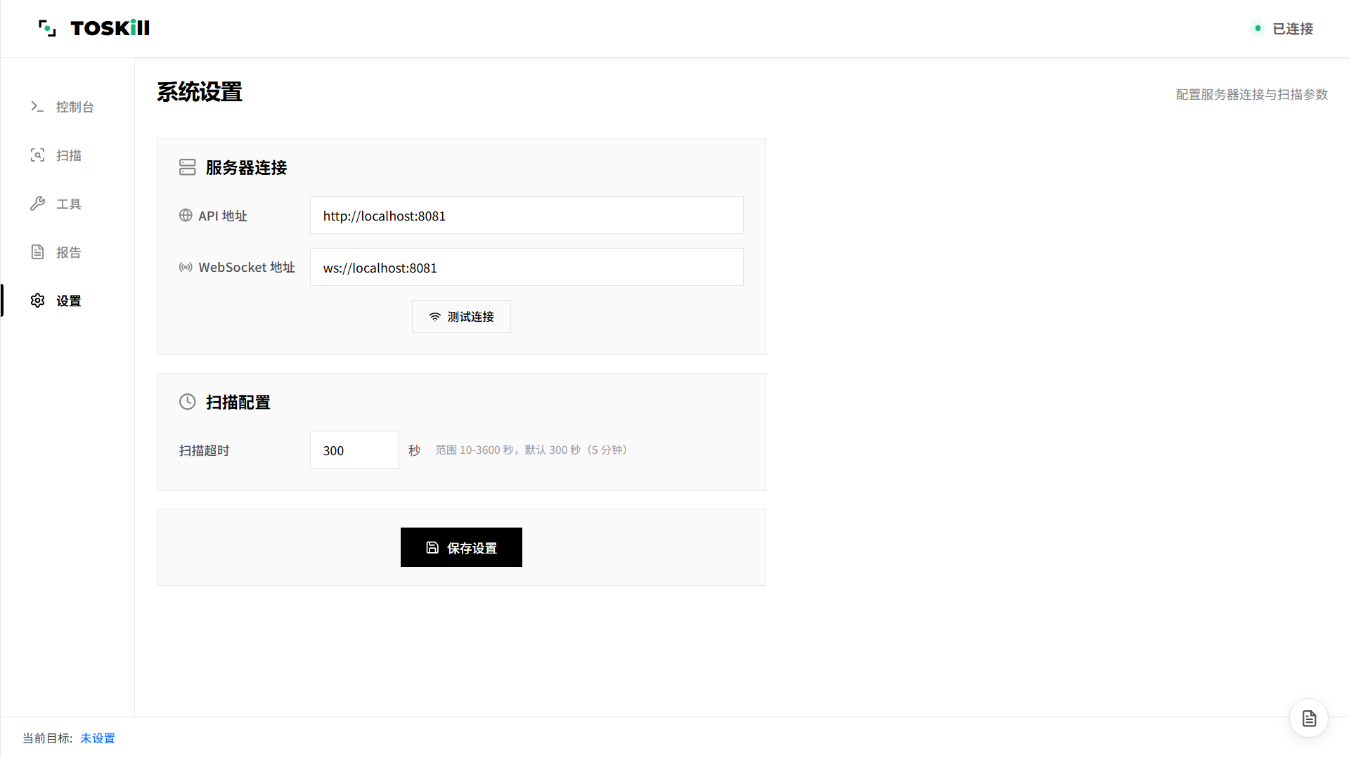 TOSKill
已连接
控制台
扫描
工具
报告
设置
系统设置
配置服务器连接与扫描参数
服务器连接
API 地址
http://localhost:8081
WebSocket 地址
ws://localhost:8081
测试连接
扫描配置
扫描超时
300
秒
范围 10-3600 秒，默认 300 秒（5 分钟）
保存设置
当前目标: 未设置